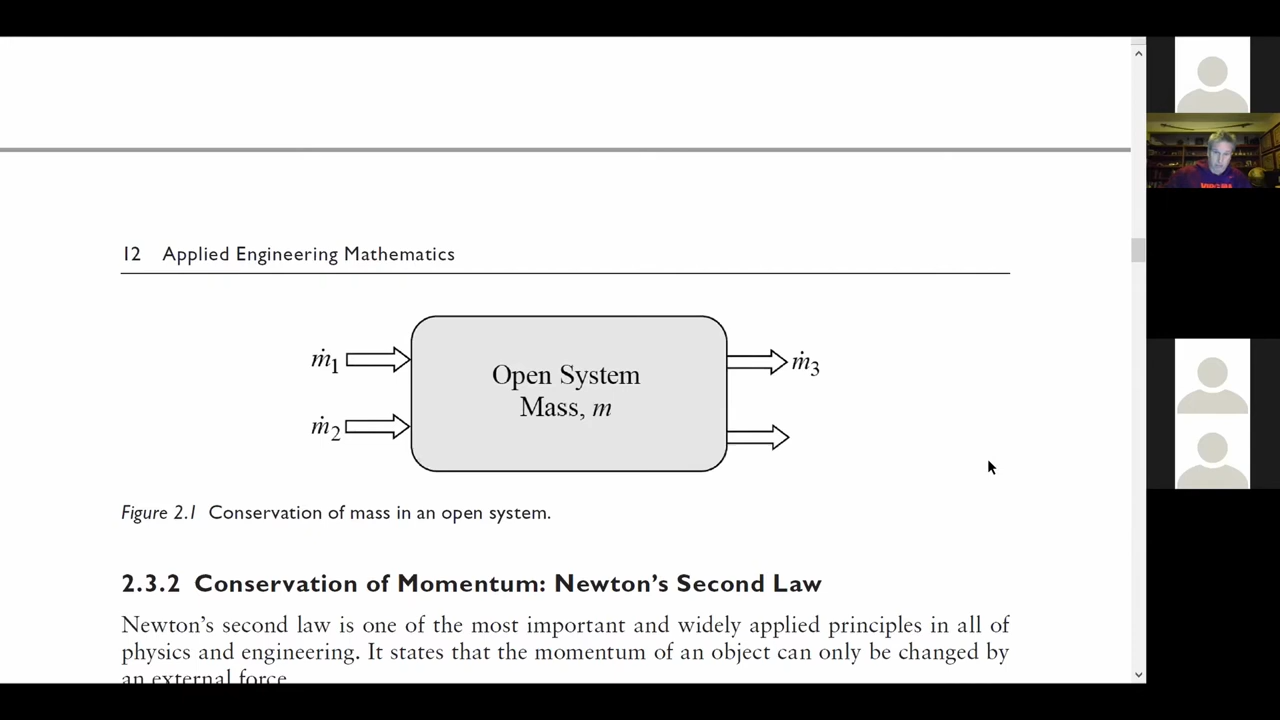 12 Applied Engineering Mathematics
ṁ1
ṁ3
Open System
Mass, m
ṁ2
Figure 2.1 Conservation of mass in an open system.
2.3.2 Conservation of Momentum: Newton's Second Law
Newton's second law is one of the most important and widely applied principles in all of
physics and engineering. It states that the momentum of an object can only be changed by
an external force